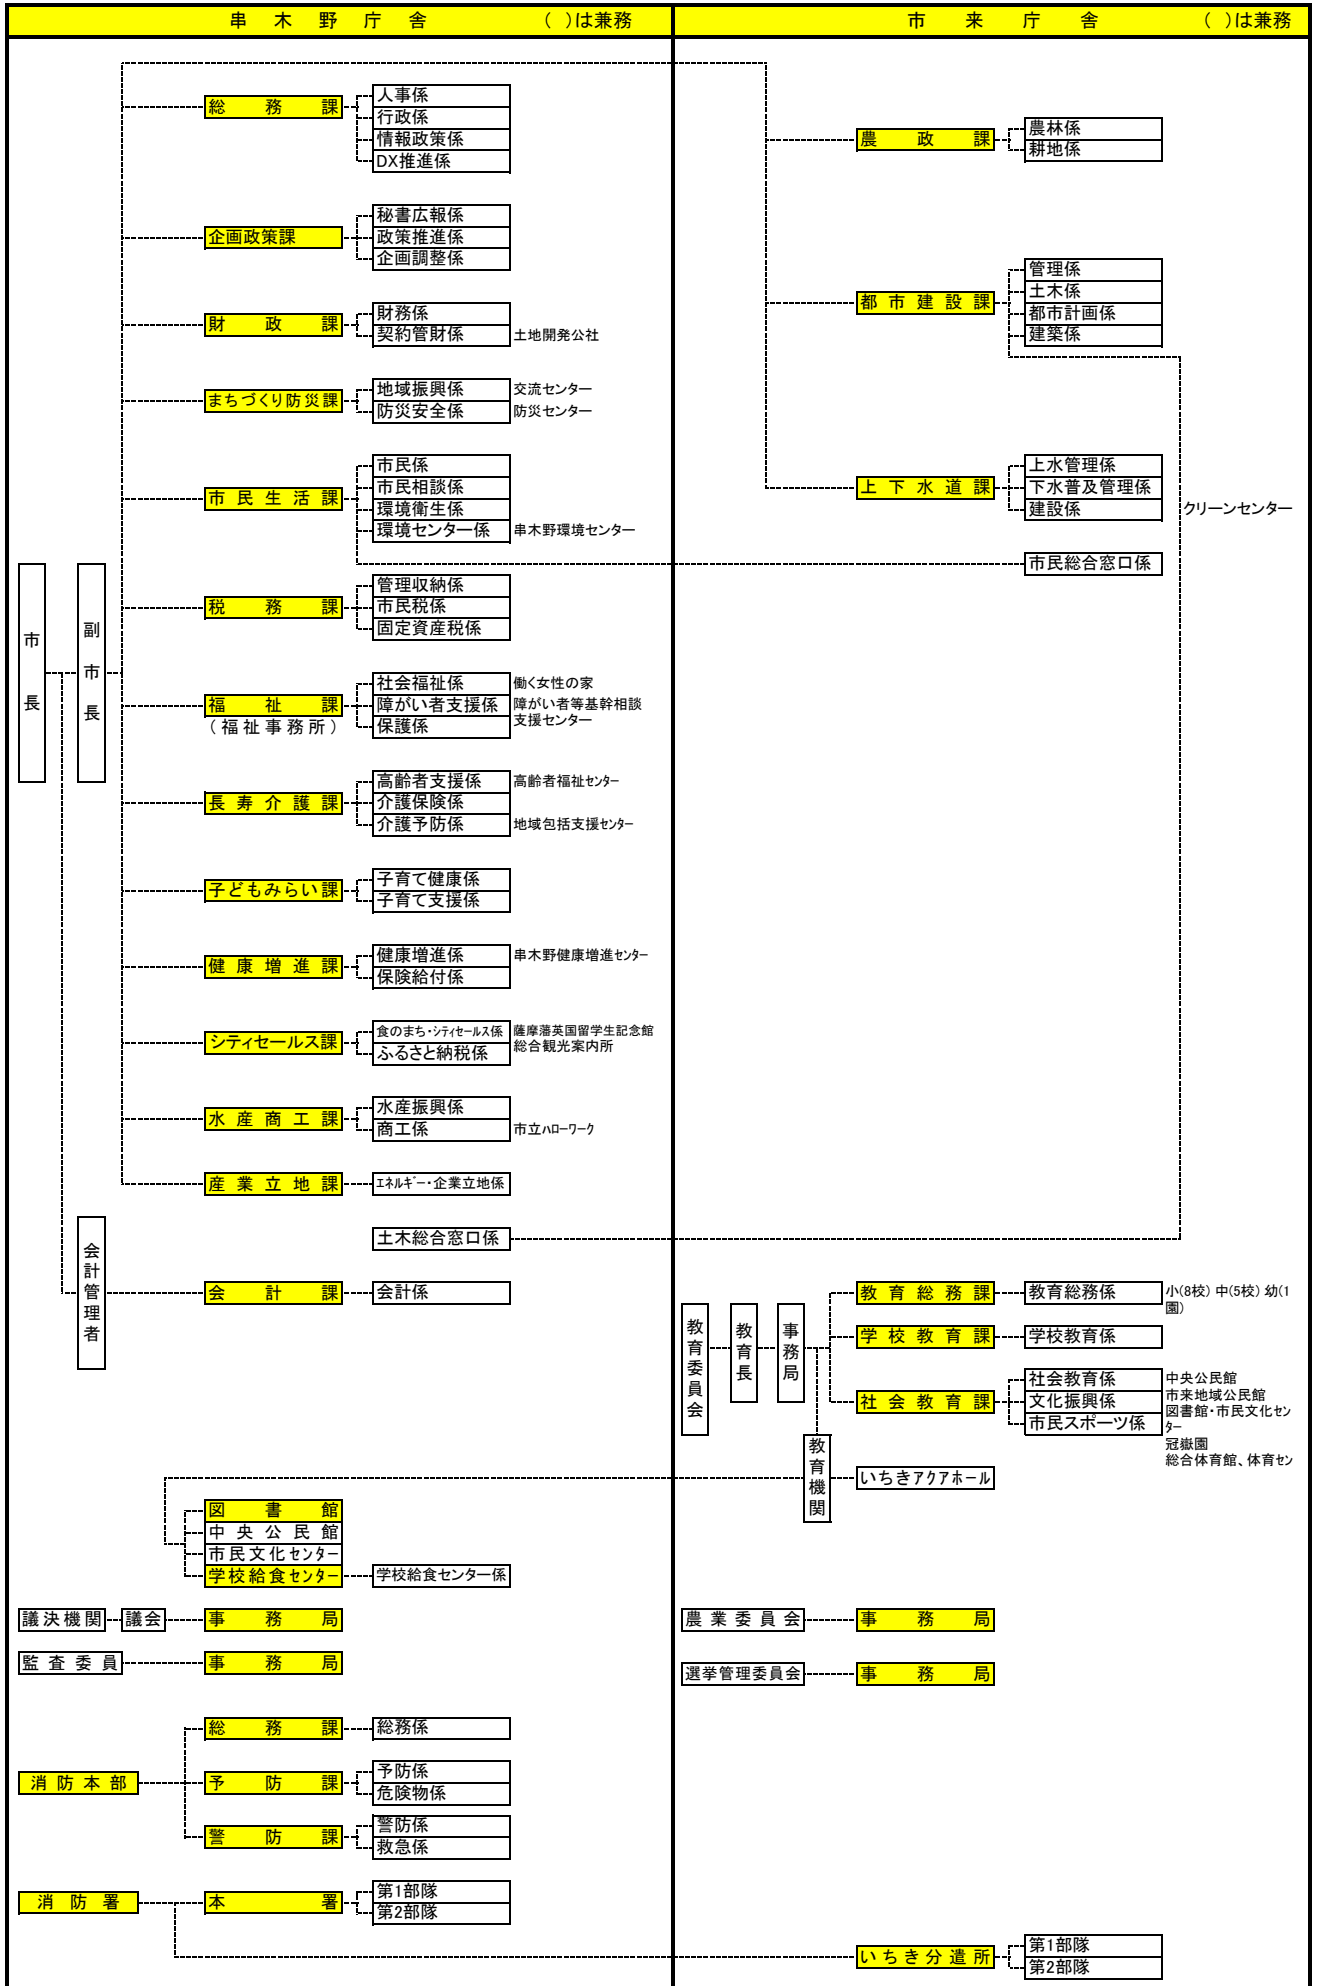 串木野庁舎 （ ）は兼務
市来庁舎 （ ）は兼務
総務課
人事係
行政係
情報政策係
DX推進係
企画政策課
秘書広報係
政策推進係
企画調整係
財政課
財務係
契約管財係 土地開発公社
まちづくり防災課
地域振興係 交流センター
防災安全係 防災センター
市民生活課
市民係
市民相談係
環境衛生係
環境センター係 串木野環境センター
税務課
管理収納係
市民税係
固定資産税係
市長
副市長
福祉課
（福祉事務所）
社会福祉係 働く女性の家
障がい者支援係 障がい者等基幹相談
支援センター
保護係
長寿介護課
高齢者支援係 高齢者福祉センター
介護保険係
介護予防係 地域包括支援センター
子どもみらい課
子育て健康係
子育て支援係
健康増進課
健康増進係 串木野健康増進センター
保険給付係
シティセールス課
食のまち・シティセールス係 薩摩藩英国留学生記念館
総合観光案内所
ふるさと納税係
水産商工課
水産振興係
商工係 市立ハローワーク
産業立地課
エネルギー・企業立地係
土木総合窓口係
会計管理者
会計課
会計係
農政課
農林係
耕地係
都市建設課
管理係
土木係
都市計画係
建築係
上下水道課
上水管理係
下水普及管理係
建設係
クリーンセンター
市民総合窓口係
教育委員会
教育長
事務局
教育総務課
教育総務係 小(8校) 中(5校) 幼(1
園)
学校教育課
学校教育係
社会教育課
社会教育係
文化振興係
市民スポーツ係
中央公民館
市来地域公民館
図書館・市民文化セン
ター
冠嶽園
総合体育館、体育セン
教育機関
いちきアクアホール
図書館
中央公民館
市民文化センター
学校給食センター
学校給食センター係
議決機関 議会 事務局
監査委員 事務局
農業委員会 事務局
選挙管理委員会 事務局
消防本部
総務課
総務係
予防課
予防係
危険物係
警防課
警防係
救急係
消防署
本署
第1部隊
第2部隊
いちき分遣所
第1部隊
第2部隊